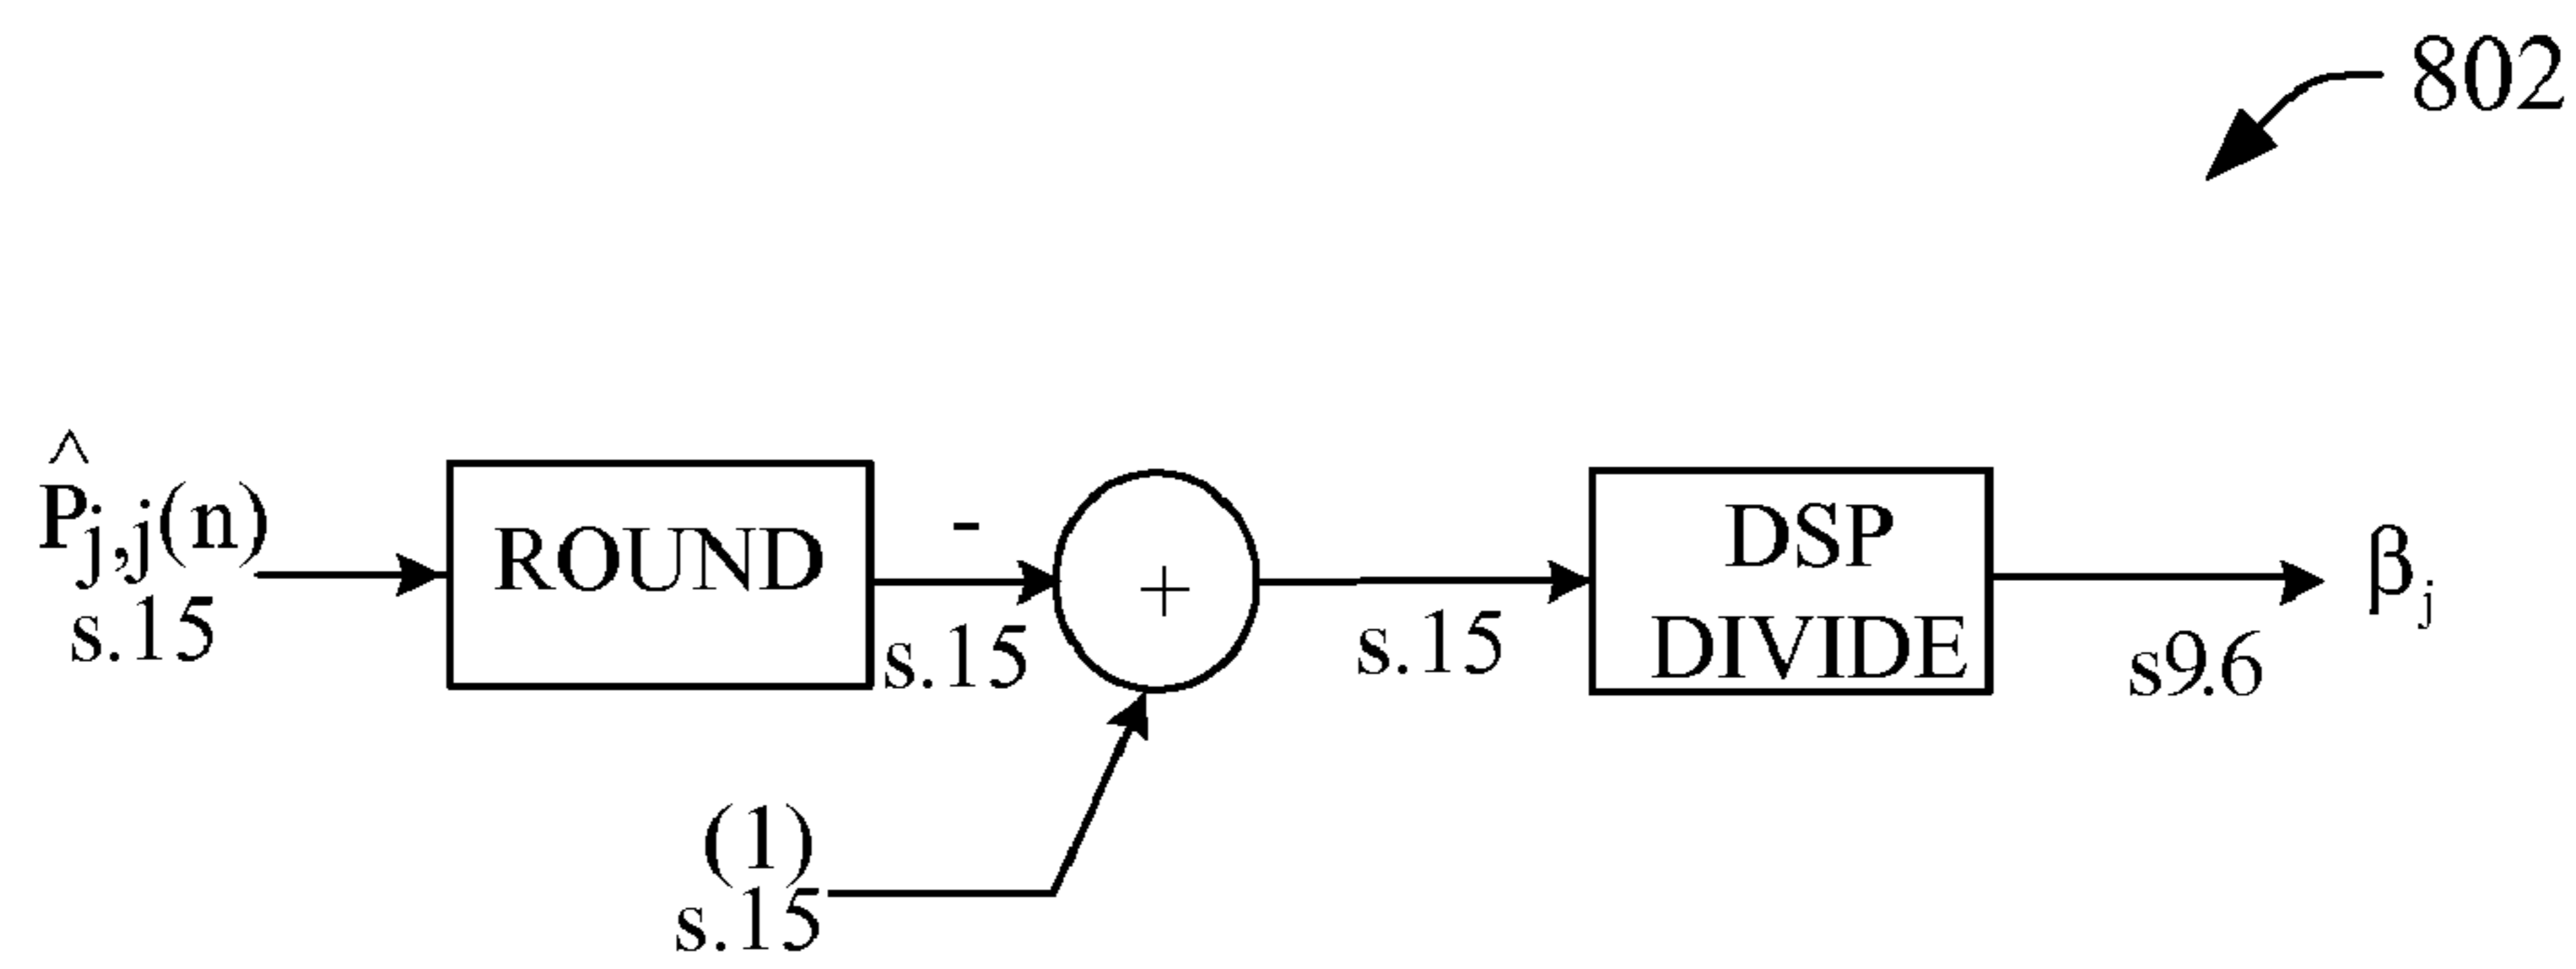 802
P̂j,j(n)
s.15
ROUND
-
s.15
+
(1)
s.15
s.15
DSP
DIVIDE
s9.6
βj